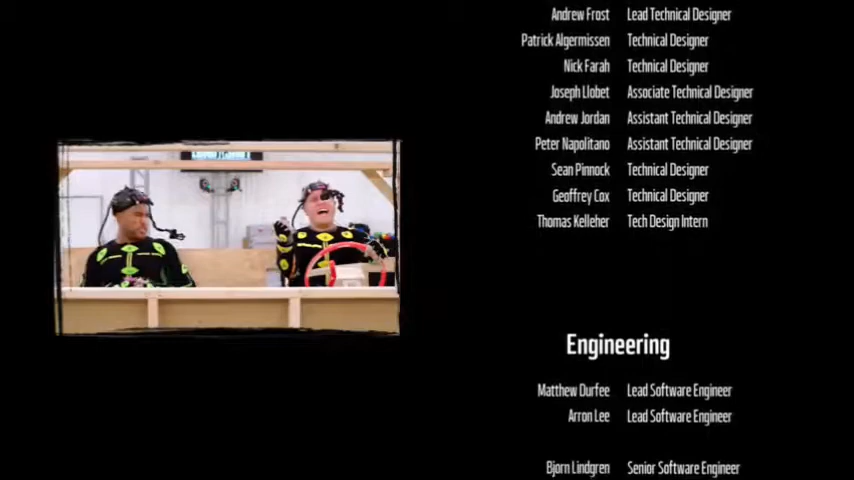 Andrew Frost Lead Technical Designer
Patrick Algermissen Technical Designer
Nick Farah Technical Designer
Joseph Llobet Associate Technical Designer
Andrew Jordan Assistant Technical Designer
Peter Napolitano Assistant Technical Designer
Sean Pinnock Technical Designer
Geoffrey Cox Technical Designer
Thomas Kelleher Tech Design Intern
Engineering
Matthew Durfee Lead Software Engineer
Arron Lee Lead Software Engineer
Bjorn Lindgren Senior Software Engineer